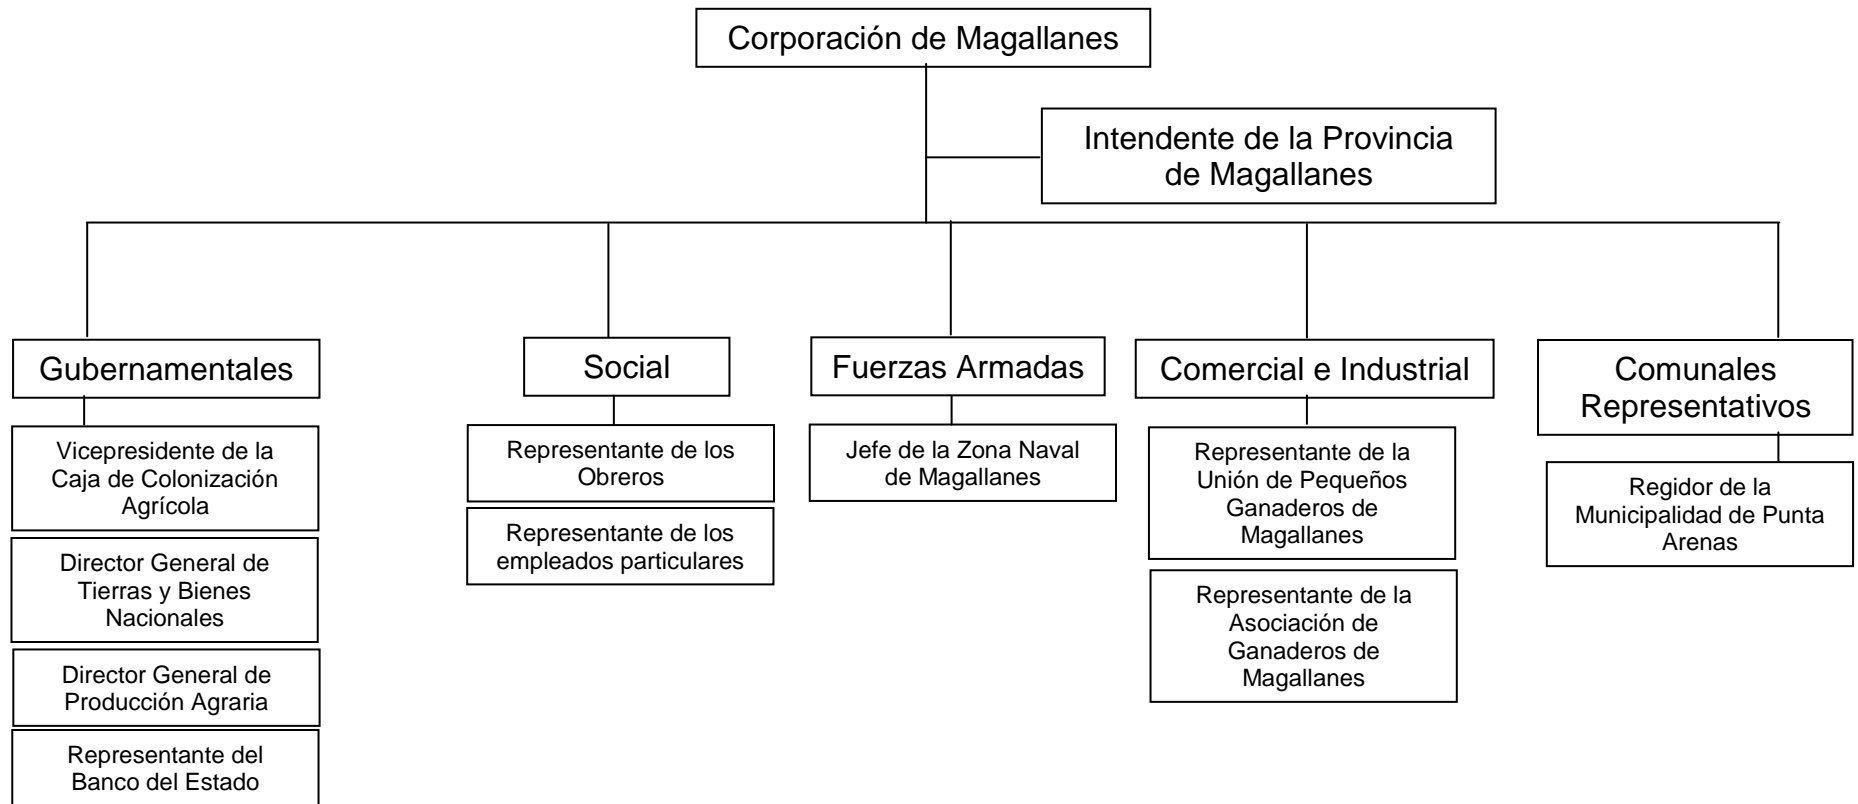 Corporación de Magallanes
Intendente de la Provincia
de Magallanes
Gubernamentales
Vicepresidente de la
Caja de Colonización
Agrícola
Director General de
Tierras y Bienes
Nacionales
Director General de
Producción Agraria
Representante del
Banco del Estado
Social
Representante de los
Obreros
Representante de los
empleados particulares
Fuerzas Armadas
Jefe de la Zona Naval
de Magallanes
Comercial e Industrial
Representante de la
Unión de Pequeños
Ganaderos de
Magallanes
Representante de la
Asociación de
Ganaderos de
Magallanes
Comunales
Representativos
Regidor de la
Municipalidad de Punta
Arenas